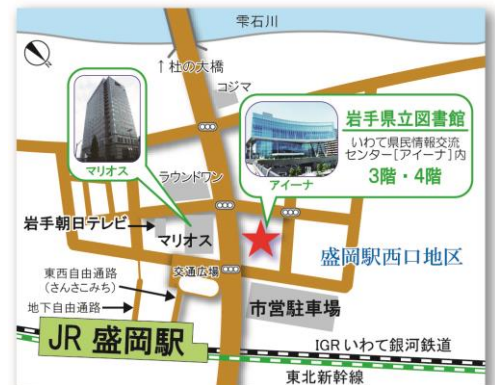 雫石川
↑杜の大橋
コジマ
マリオス
アイーナ
岩手県立図書館
いわて県民情報交流
センター[アイーナ]内
3階・4階
ラウンドワン
岩手朝日テレビ
マリオス
盛岡駅西口地区
東西自由通路
(さんさこみち)
交通広場
地下自由通路
市営駐車場
JR 盛岡駅
IGRいわて銀河鉄道
東北新幹線